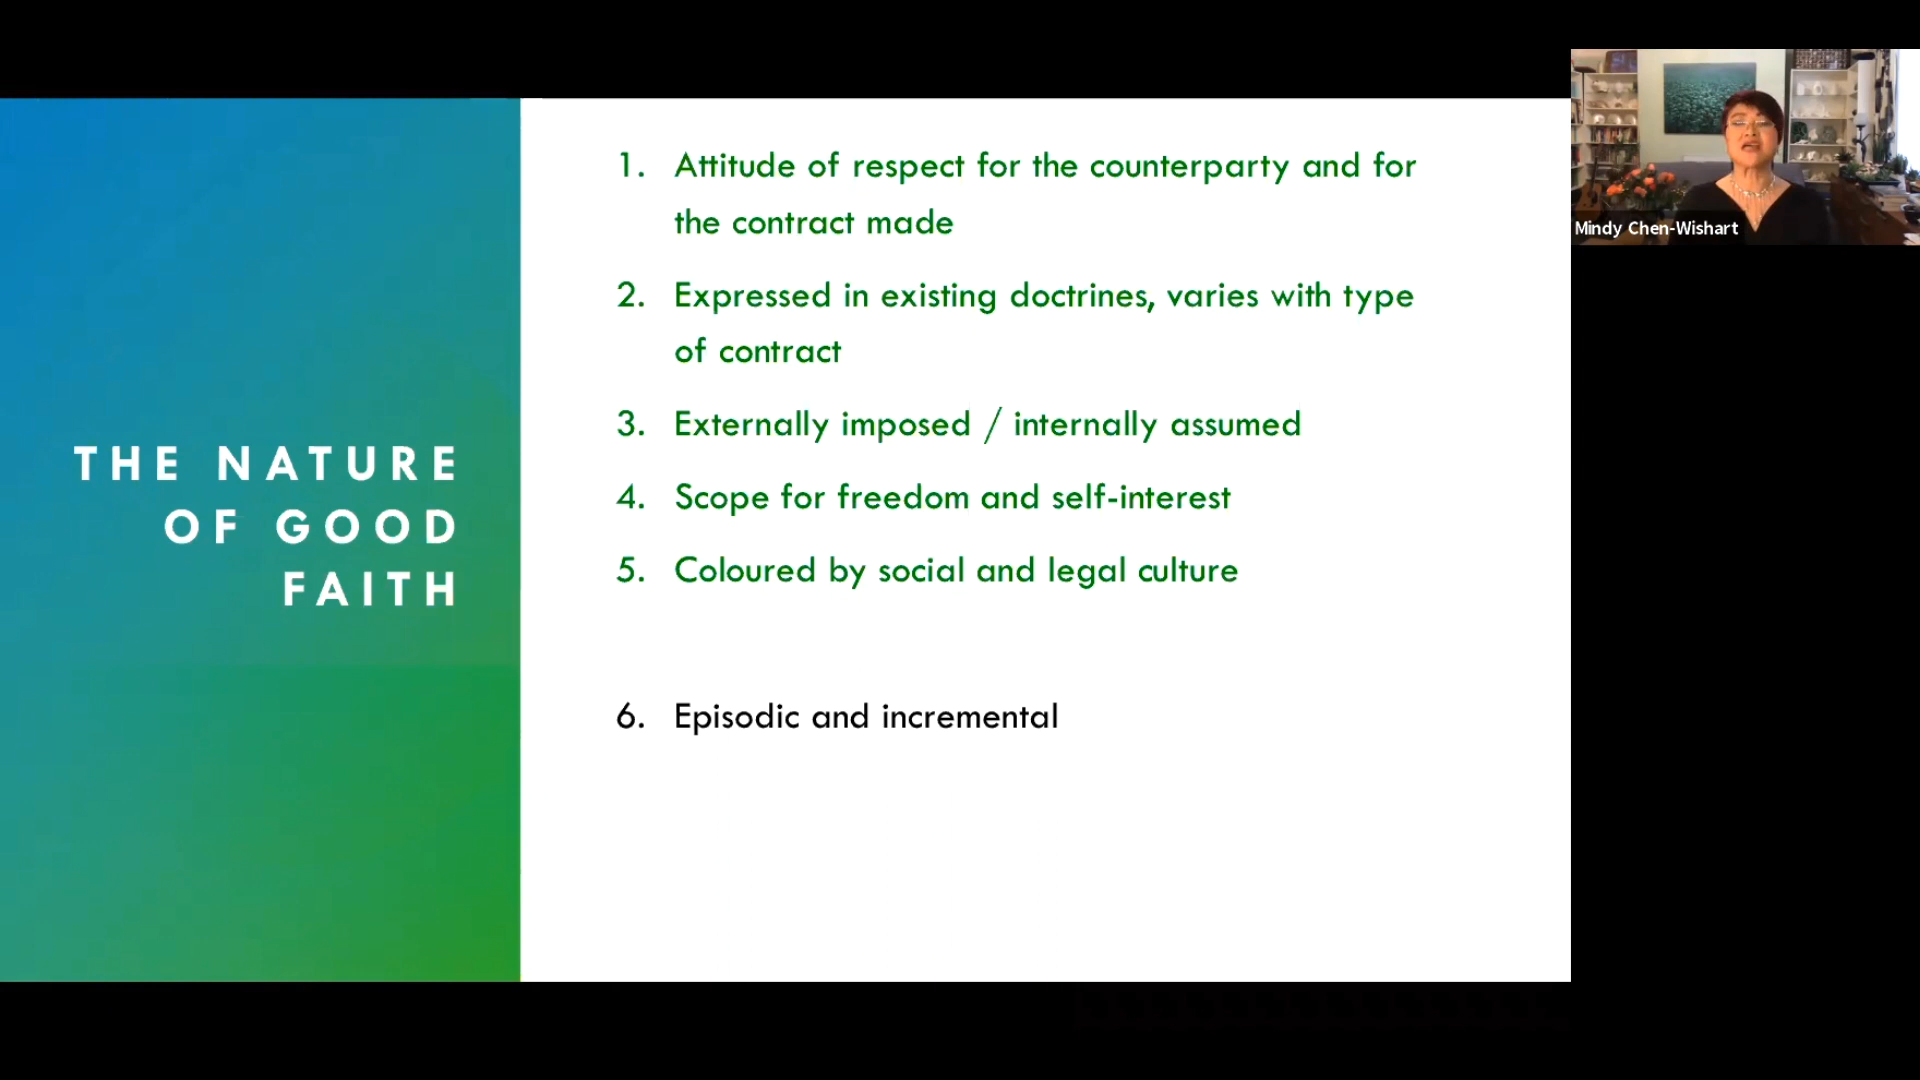 THE NATURE
OF GOOD
FAITH
1. Attitude of respect for the counterparty and for
the contract made
2. Expressed in existing doctrines, varies with type
of contract
3. Externally imposed / internally assumed
4. Scope for freedom and self-interest
5. Coloured by social and legal culture
6. Episodic and incremental
Mindy Chen-Wishart